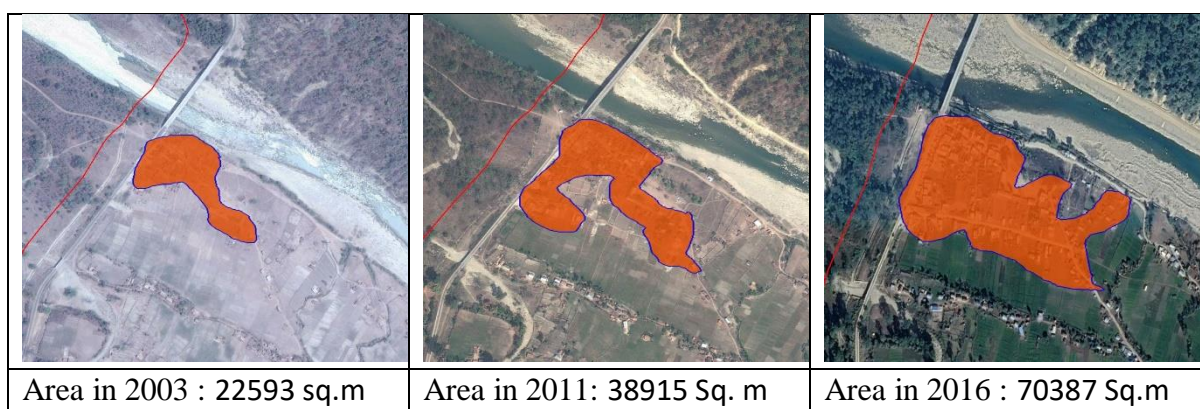 Area in 2003 : 22593 sq.m
Area in 2011: 38915 Sq. m
Area in 2016 : 70387 Sq.m